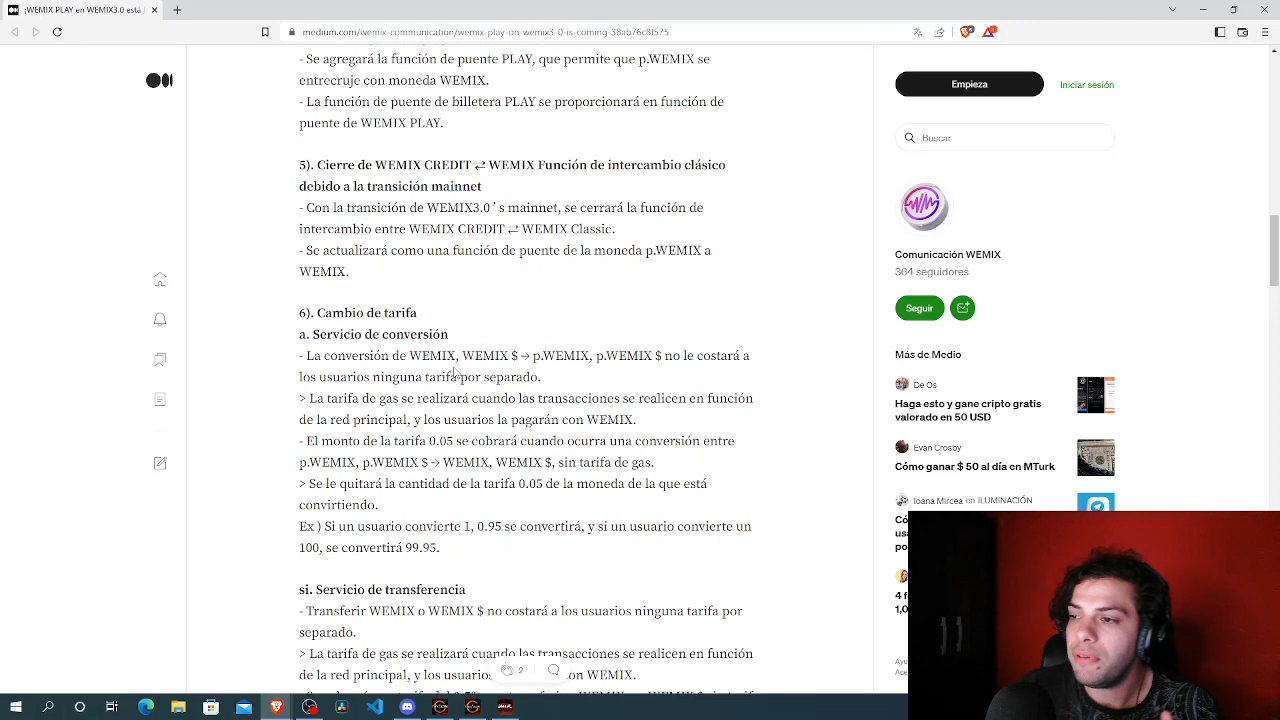 ¡WEMIX PLAY en WEMIX3.0 está
medium.com/wemix-communication/wemix-play-on-wemix3-0-is-coming-38ab76c8f575
- Se agregará la función de puente PLAY, que permite que p.WEMIX se
entrecruje con moneda WEMIX.
- La función de puente de billetera PLAY se proporcionará en función de
puente de WEMIX PLAY.
5). Cierre de WEMIX CREDIT ⇄ WEMIX Función de intercambio clásico
debido a la transición mainnet
- Con la transición de WEMIX3.0's mainnet, se cerrará la función de
intercambio entre WEMIX CREDIT ⇄ WEMIX Classic.
- Se actualizará como una función de puente de la moneda p.WEMIX a
WEMIX.
6). Cambio de tarifa
a. Servicio de conversión
- La conversión de WEMIX, WEMIX $ → p.WEMIX, p.WEMIX $ no le costará a
los usuarios ninguna tarifa por separado.
> La tarifa de gas se realizará cuando las transacciones se realicen en función
de la red principal, y los usuarios la pagarán con WEMIX.
- El monto de la tarifa 0.05 se cobrará cuando ocurra una conversión entre
p.WEMIX, p.WEMIX $ → WEMIX, WEMIX $, sin tarifa de gas.
> Se le quitará la cantidad de la tarifa 0.05 de la moneda de la que está
convirtiendo.
Ex ) Si un usuario convierte 1, 0.95 se convertirá, y si un usuario convierte un
100, se convertirá 99.95.
si. Servicio de transferencia
- Transferir WEMIX o WEMIX $ no costará a los usuarios ninguna tarifa por
separado.
> La tarifa de gas se realizará cuando las transacciones se realicen en función
de la red principal, y los usuarios con WEMIX.
2
Empieza
Iniciar sesión
Buscar
Comunicación WEMIX
364 seguidores
Seguir
Más de Medio
De Os
Haga esto y gane cripto gratis
valorado en 50 USD
Evan Crosby
Cómo ganar $ 50 al día en MTurk
Ioana Mircea en ILUMINACIÓN